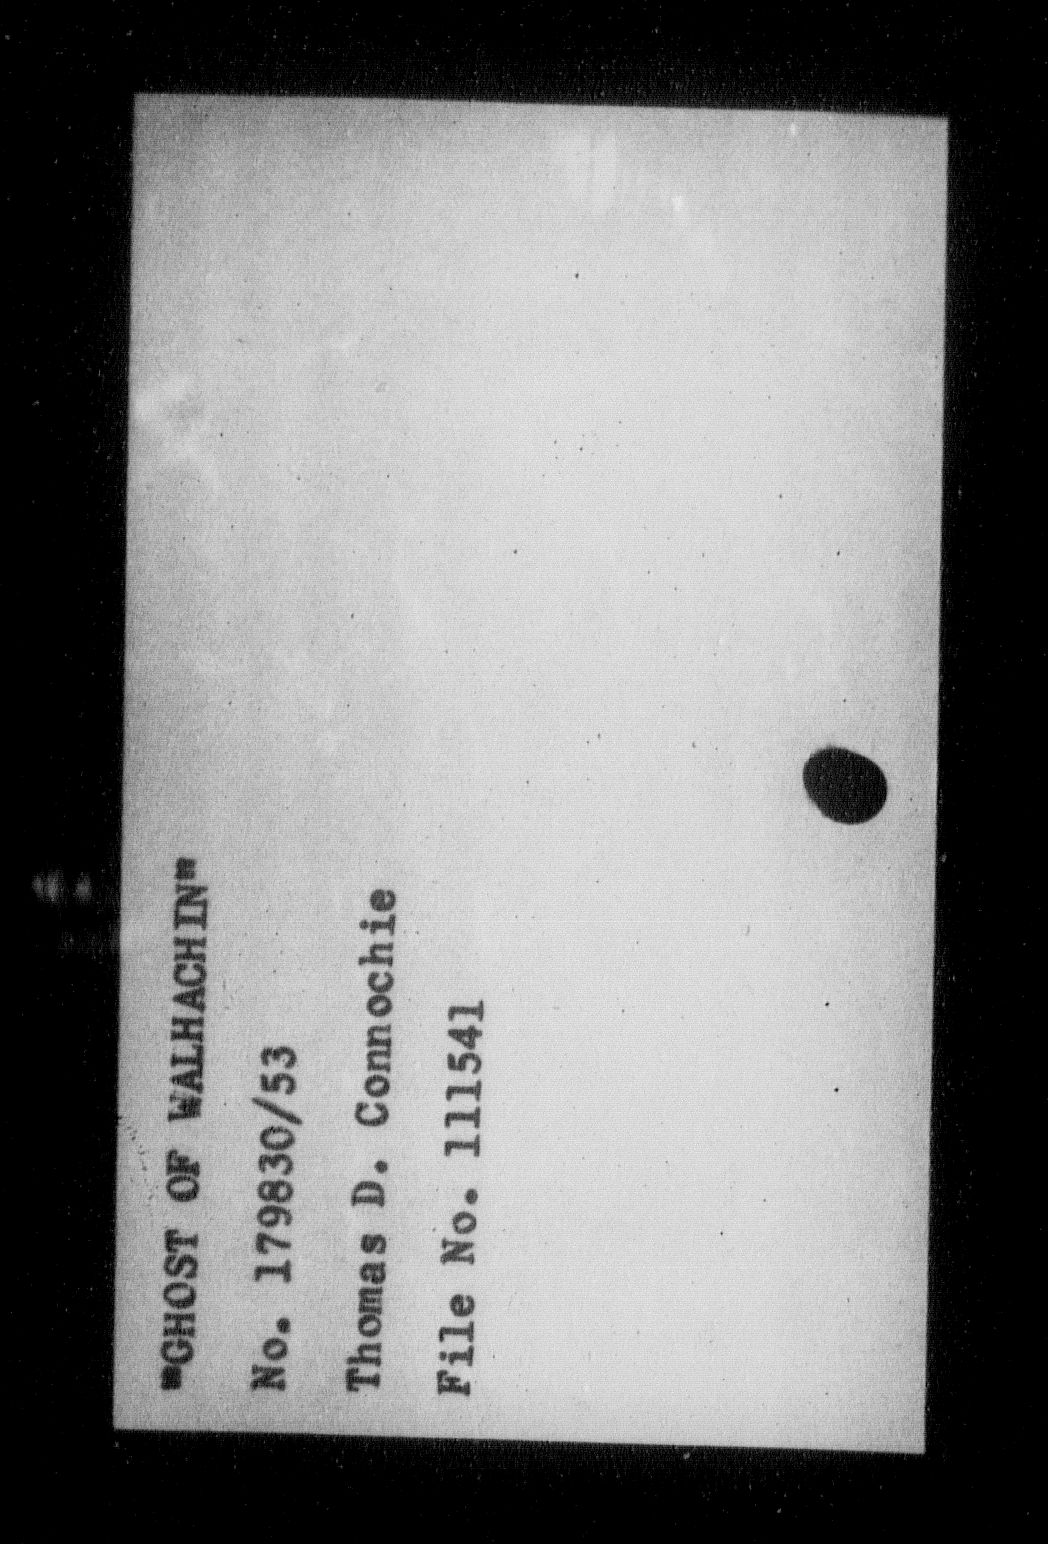 "GHOST OF WALHACHIN"
No. 179830/53
Thomas D. Connochie
File No. 111541